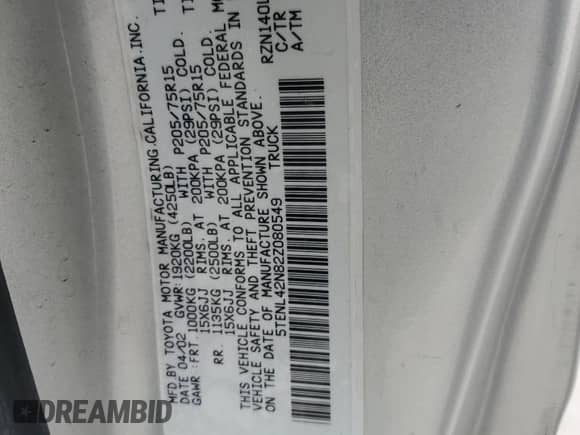 MFD BY TOYOTA MOTOR MANUFACTURING.CALIFORNIA.INC. TI
DATE 04/02 GVWR:1920KG (4250LB)
GAWR :FRT.1000KG (2200LB) WITH P205/75R15
15X6JJ RIMS. AT 200KPA (29PSI) COLD. TI
RR. 1135KG (2500LB) WITH P205/75R15
15X6JJ RIMS. AT 200KPA (29PSI) COLD.
THIS VEHICLE CONFORMS TO ALL APPLICABLE FEDERAL M
VEHICLE SAFETY AND THEFT PREVENTION STANDARDS IN
ON THE DATE OF MANUFACTURE SHOWN ABOVE.
5TENL42N82Z080549 TRUCK
RZN140L
C/TR
A/TM
DREAMBID